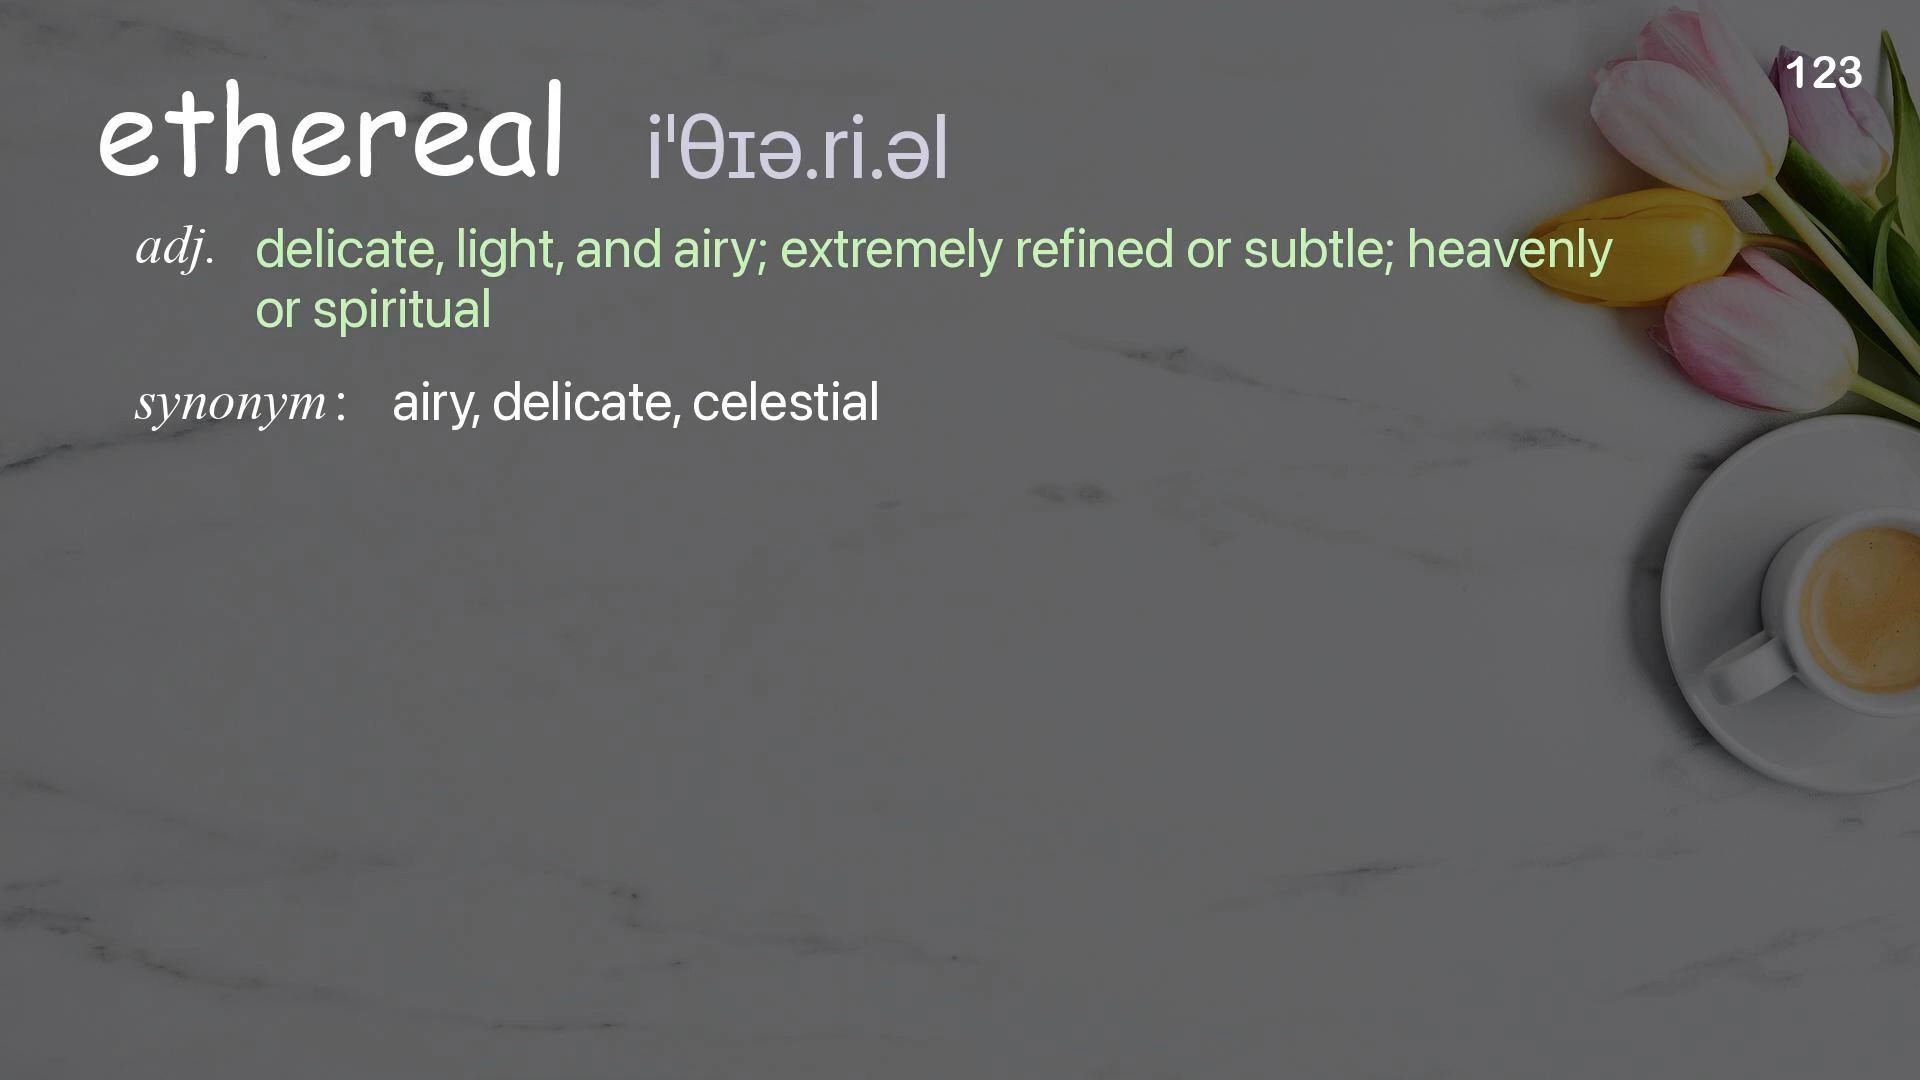 123
ethereal iˈθɪə.ri.əl
adj. delicate, light, and airy; extremely refined or subtle; heavenly
or spiritual
synonym : airy, delicate, celestial